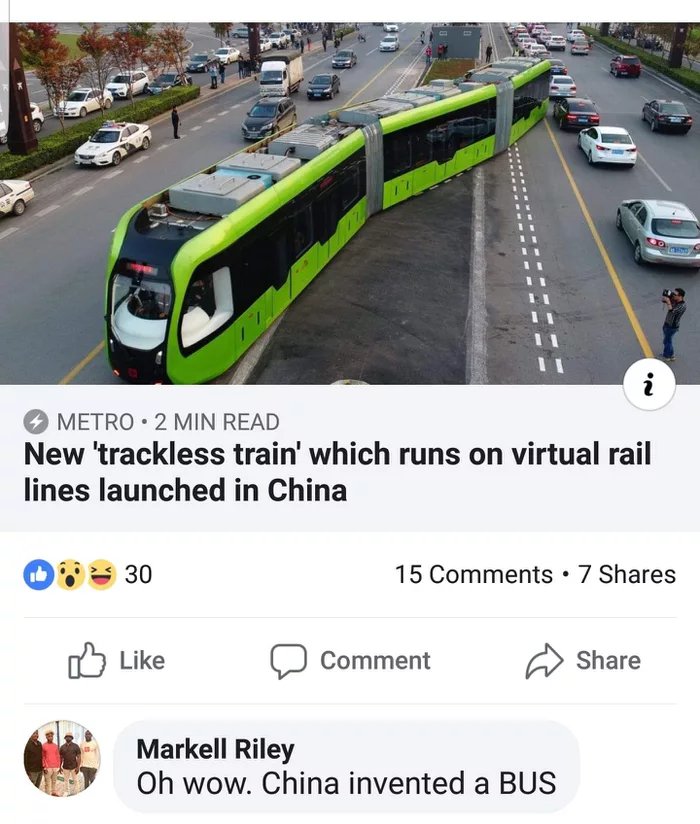 METRO • 2 MIN READ
New 'trackless train' which runs on virtual rail
lines launched in China
30
15 Comments • 7 Shares
Like
Comment
Share
Markell Riley
Oh wow. China invented a BUS